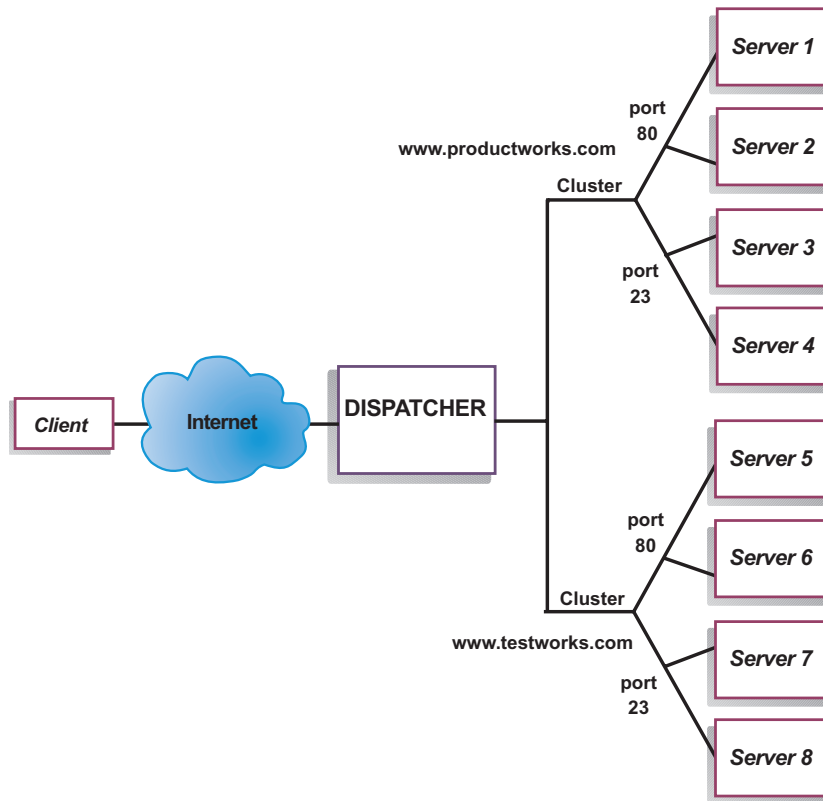 Server 1
port
80
www.productworks.com
Server 2
Cluster
Server 3
port
23
Server 4
Client
Internet
DISPATCHER
Server 5
port
80
Server 6
Cluster
www.testworks.com
Server 7
port
23
Server 8